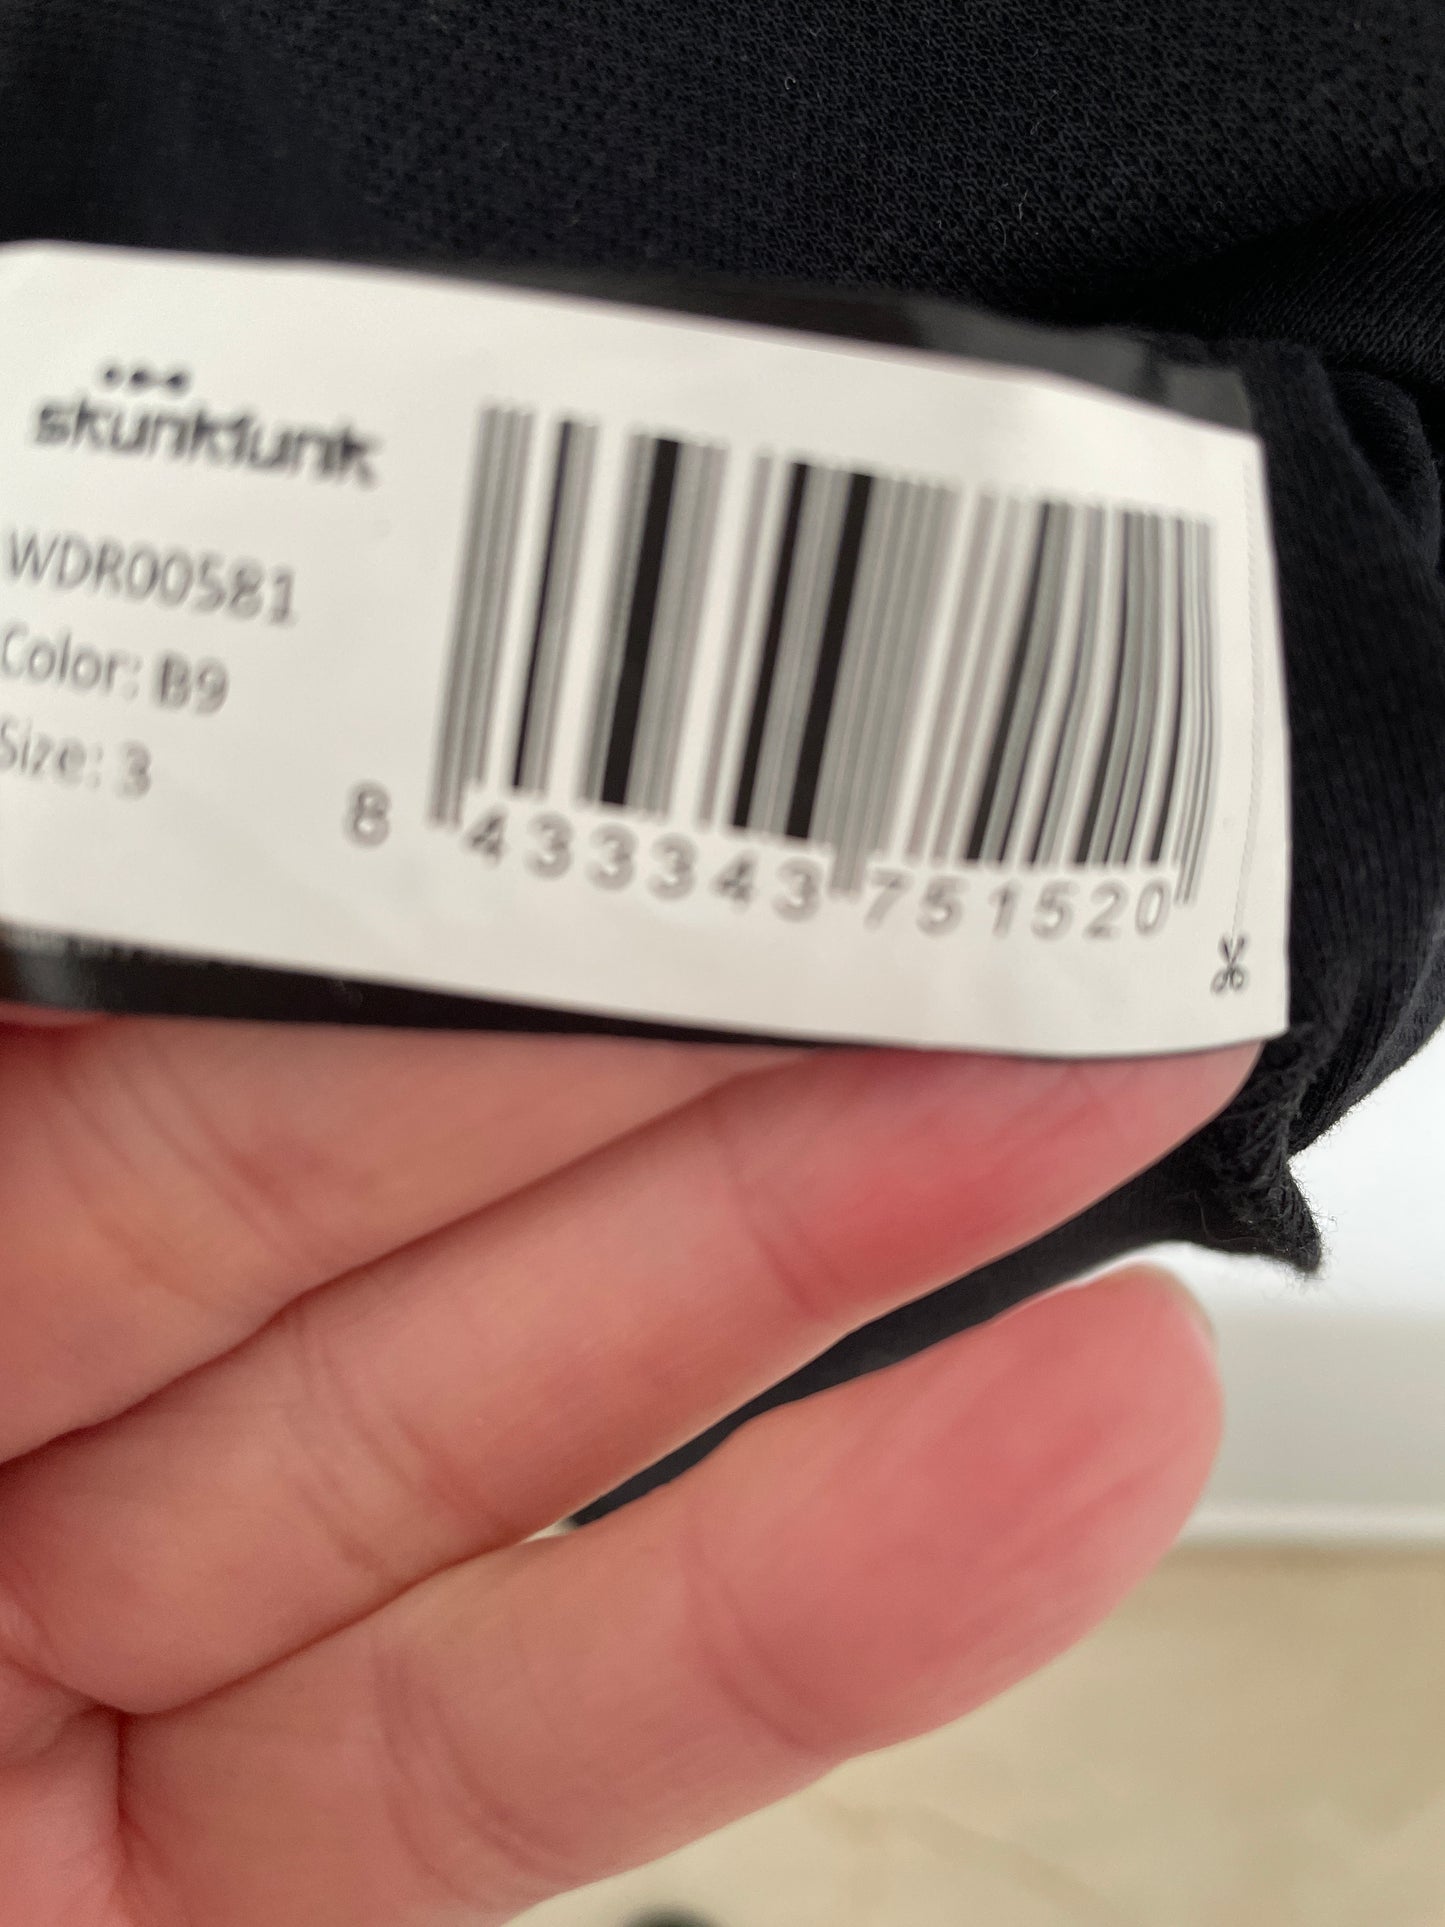 skunkfunk
WDR00581
Color: B9
Size: 3
8 433343 751520